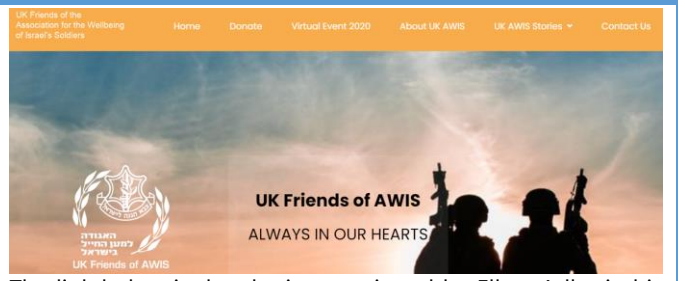 UK Friends of the
Association for the Wellbeing
of Israel's Soldiers
Home Donate Virtual Event 2020 About UK AWIS UK AWIS Stories Contact Us
UK Friends of AWIS
ALWAYS IN OUR HEARTS
האגודה
למען החייל
בישראל
UK Friends of AWIS